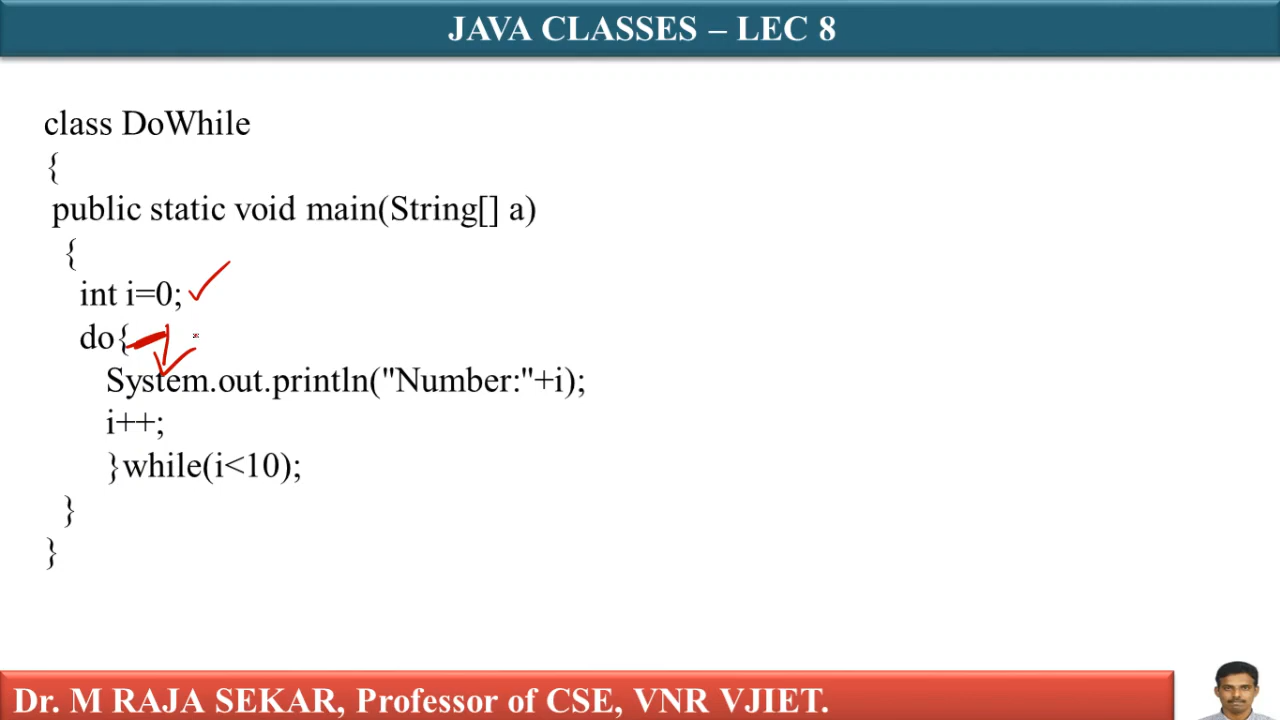 JAVA CLASSES – LEC 8
class DoWhile
{
public static void main(String[] a)
{
int i=0;
do{
System.out.println("Number:"+i);
i++;
}while(i<10);
}
}
Dr. M RAJA SEKAR, Professor of CSE, VNR VJIET.